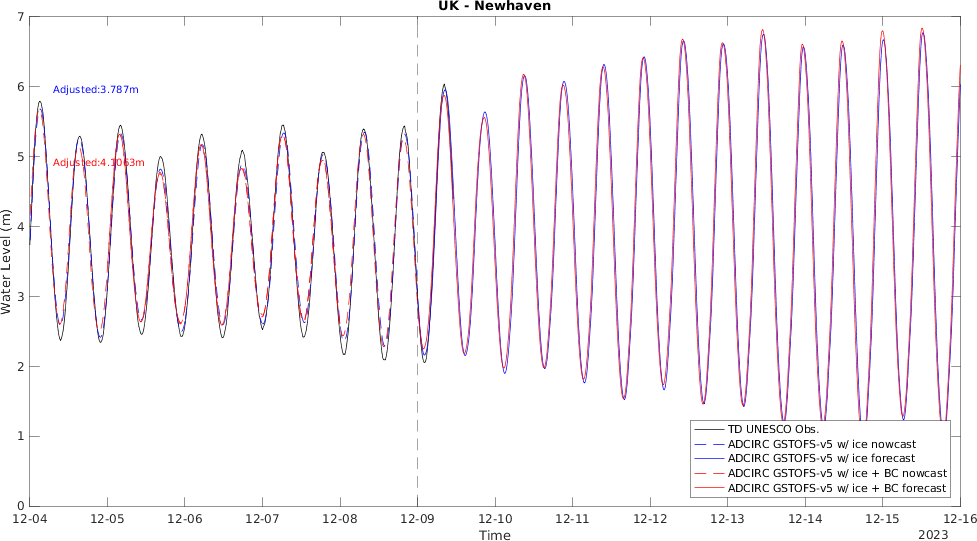 UK - Newhaven
7
6
5
4
3
2
1
0
Water Level (m)
Adjusted:3.787m
Adjusted:4.1063m
TD UNESCO Obs.
ADCIRC GSTOFS-v5 w/ ice nowcast
ADCIRC GSTOFS-v5 w/ ice forecast
ADCIRC GSTOFS-v5 w/ ice + BC nowcast
ADCIRC GSTOFS-v5 w/ ice + BC forecast
12-04 12-05 12-06 12-07 12-08 12-09 12-10 12-11 12-12 12-13 12-14 12-15 12-16
Time
2023